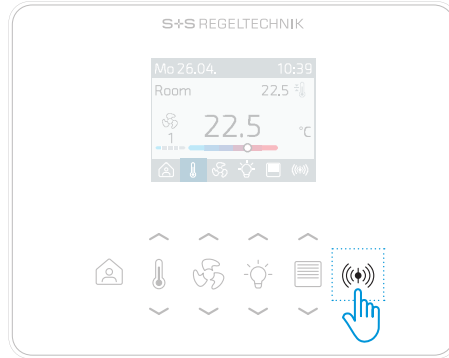 S+S REGELTECHNIK
Mo 26.04. 10:39
Room 22.5
22.5 °C
1